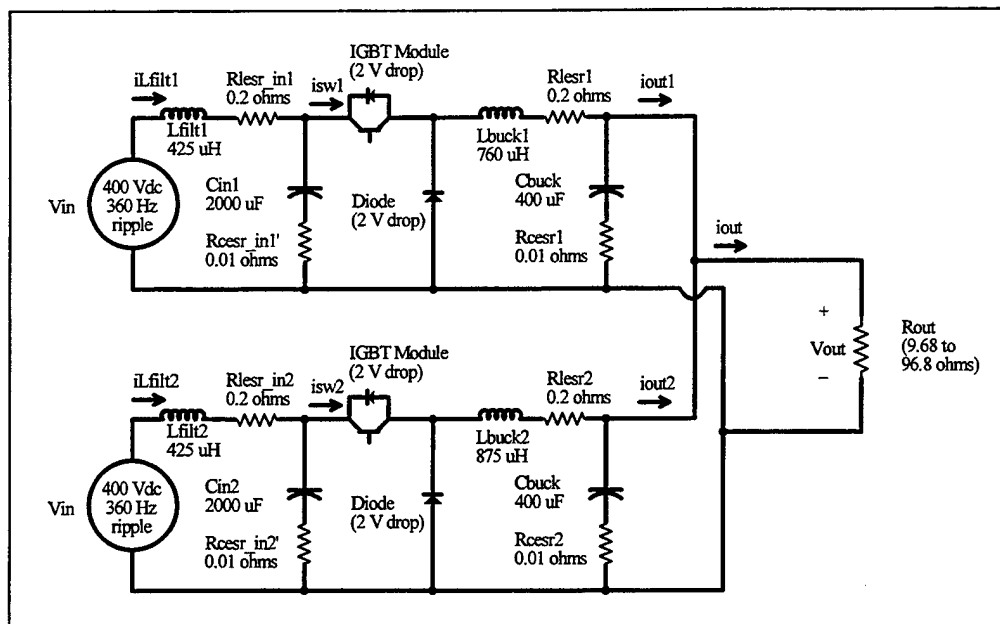 IGBT Module
(2 V drop)
iLfilt1
Rlesr_in1
0.2 ohms
isw1
Rlesr1
0.2 ohms
iout1
Lfilt1
425 uH
Lbuck1
760 uH
Vin
400 Vdc
360 Hz
ripple
Cin1
2000 uF
Rcesr_in1'
0.01 ohms
Diode
(2 V drop)
Cbuck
400 uF
Rcesr1
0.01 ohms
iout
+
Vout
−
Rout
(9.68 to
96.8 ohms)
IGBT Module
(2 V drop)
iLfilt2
Rlesr_in2
0.2 ohms
isw2
Rlesr2
0.2 ohms
iout2
Lfilt2
425 uH
Lbuck2
875 uH
Vin
400 Vdc
360 Hz
ripple
Cin2
2000 uF
Rcesr_in2'
0.01 ohms
Diode
(2 V drop)
Cbuck
400 uF
Rcesr2
0.01 ohms